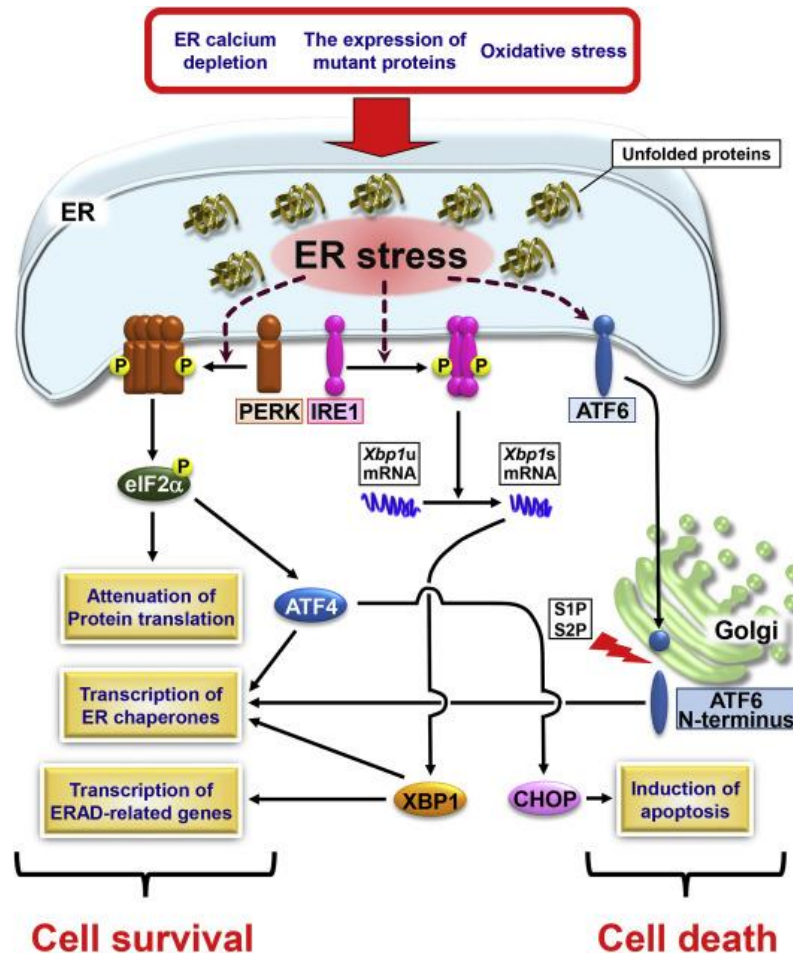 ER calcium
depletion
The expression of
mutant proteins
Oxidative stress
Unfolded proteins
ER
ER stress
P
P
P
P
PERK
IRE1
ATF6
P
eIF2α
Xbp1u
mRNA
Xbp1s
mRNA
Attenuation of
Protein translation
ATF4
S1P
S2P
Golgi
Transcription of
ER chaperones
ATF6
N-terminus
Transcription of
ERAD-related genes
XBP1
CHOP
Induction of
apoptosis
Cell survival
Cell death